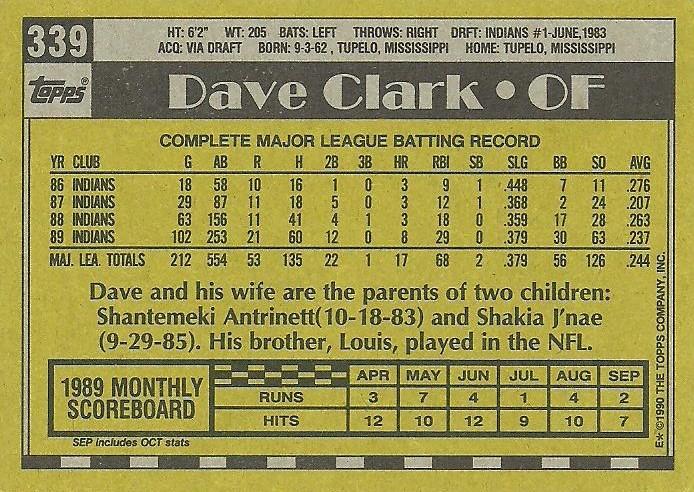 339
HT: 6'2" WT: 205 BATS: LEFT THROWS: RIGHT DRFT: INDIANS #1-JUNE,1983
ACQ: VIA DRAFT BORN: 9-3-62 , TUPELO, MISSISSIPPI HOME: TUPELO, MISSISSIPPI
TOPPS®
Dave Clark • OF
COMPLETE MAJOR LEAGUE BATTING RECORD
YR CLUB G AB R H 2B 3B HR RBI SB SLG BB SO AVG
86 INDIANS 18 58 10 16 1 0 3 9 1 .448 7 11 .276
87 INDIANS 29 87 11 18 5 0 3 12 1 .368 2 24 .207
88 INDIANS 63 156 11 41 4 1 3 18 0 .359 17 28 .263
89 INDIANS 102 253 21 60 12 0 8 29 0 .379 30 63 .237
MAJ. LEA. TOTALS 212 554 53 135 22 1 17 68 2 .379 56 126 .244
Dave and his wife are the parents of two children:
Shantemeki Antrinett(10-18-83) and Shakia J'nae
(9-29-85). His brother, Louis, played in the NFL.
1989 MONTHLY
SCOREBOARD
APR MAY JUN JUL AUG SEP
RUNS 3 7 4 1 4 2
HITS 12 10 12 9 10 7
SEP includes OCT stats
E* ©1990 THE TOPPS COMPANY, INC.